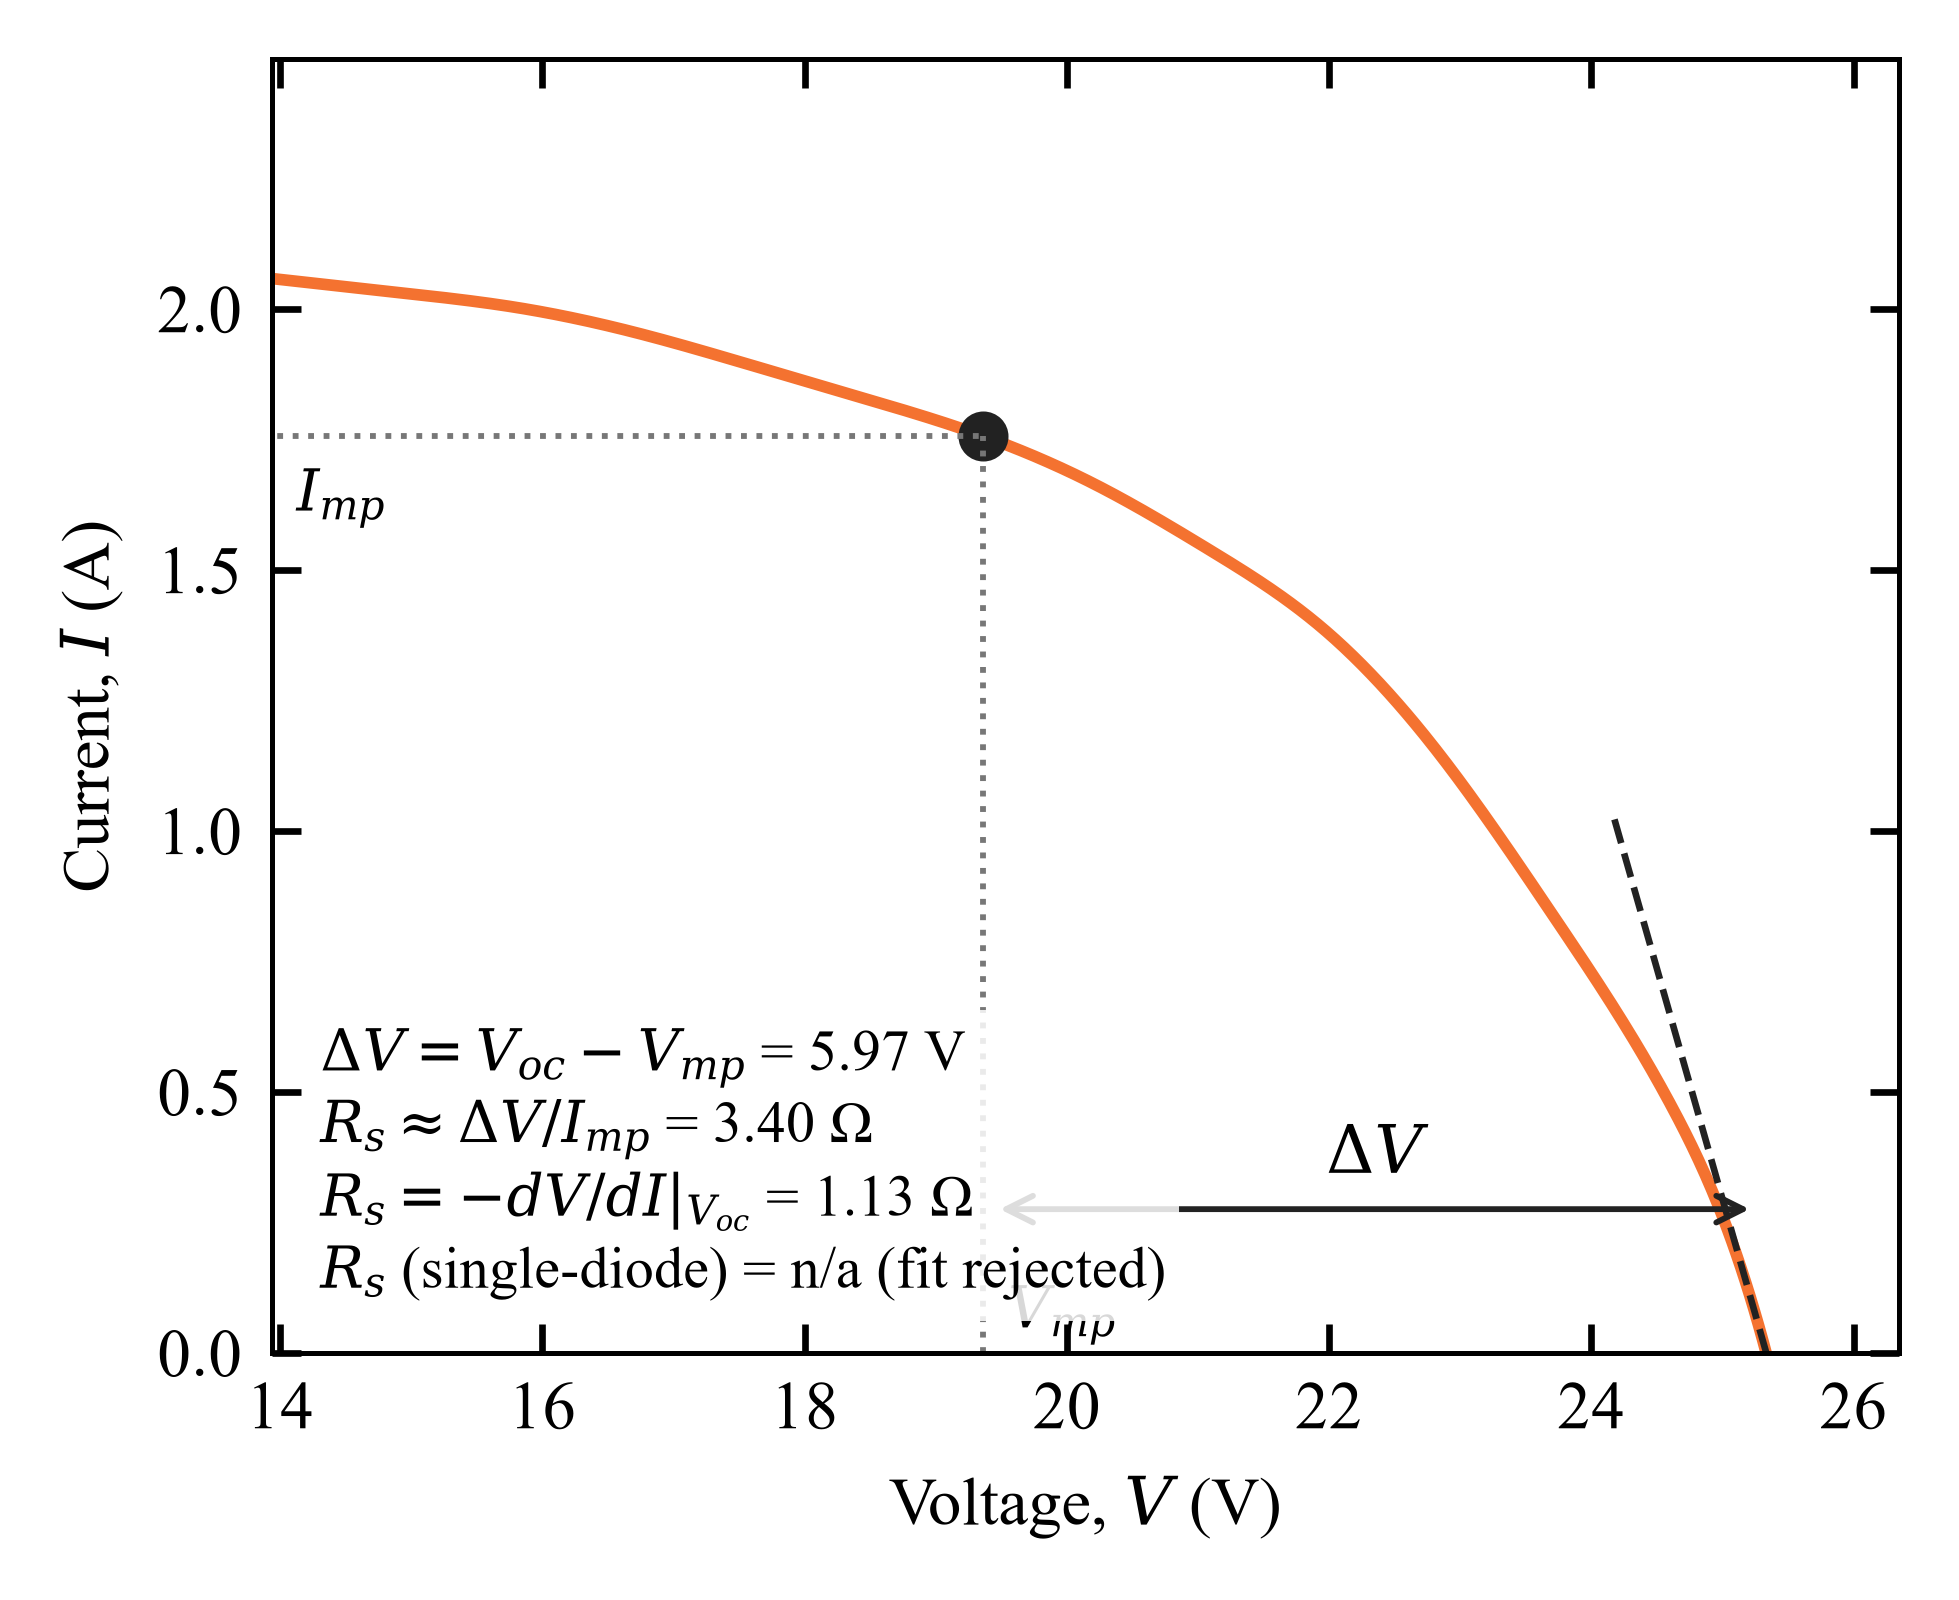 2.0
1.5
1.0
0.5
0.0
14 16 18 20 22 24 26
Current, I (A)
Voltage, V (V)
I_mp
ΔV = V_oc − V_mp = 5.97 V
R_s ≈ ΔV/I_mp = 3.40 Ω
R_s = −dV/dI|_V_oc = 1.13 Ω
R_s (single-diode) = n/a (fit rejected)
ΔV
V_mp